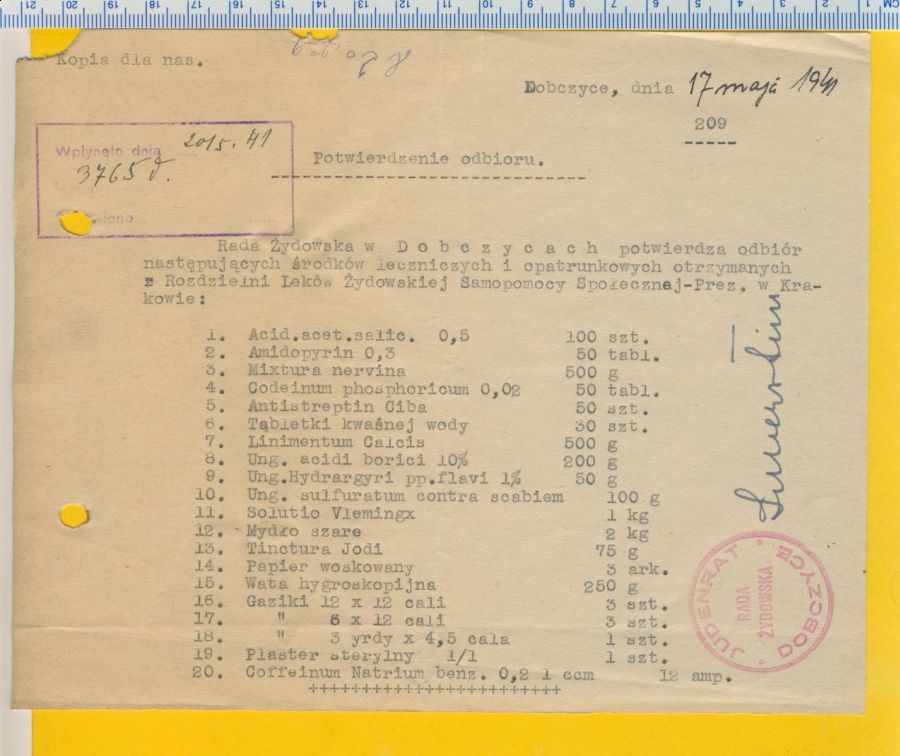 Kopia dla nas.
Dobczyce, dnia 17 maja 1941
209
Wpłynęło dnia 20/5. 41
3765
Potwierdzenie odbioru.
Rada Żydowska w D o b c z y c a c h potwierdza odbiór
następujących środków leczniczych i opatrunkowych otrzymanych
z Rozdzielni Leków Żydowskiej Samopomocy Społecznej-Prez. w Kra-
kowie:
1. Acid.acet.salic. 0,5 100 szt.
2. Amidopyrin 0,3 50 tabl.
3. Mixtura nervina 500 g
4. Codeinum phosphoricum 0,02 50 tabl.
5. Antistreptin Ciba 50 szt.
6. Tabletki kwaśnej wody 30 szt.
7. Linimentum Calcis 500 g
8. Ung. acidi borici 10% 200 g
9. Ung.Hydrargyri pp.flavi 1% 50 g
10. Ung. sulfuratum contra scabiem 100 g
11. Solutio Vlemingx 1 kg
12. Mydło szare 2 kg
13. Tinctura Jodi 75 g
14. Papier woskowany 3 ark.
15. Wata hygroskopijna 250 g
16. Gaziki 12 x 12 cali 3 szt.
17. " 6 x 12 cali 3 szt.
18. " 3 yrdy x 4,5 cala 1 szt.
19. Plaster sterylny 1/1 1 szt.
20. Coffeinum Natrium benz. 0,2 1 ccm 12 amp.
+++++++++++++++++++++++++
JUDENRAT
RADA
ŻYDOWSKA
DOBCZYCE